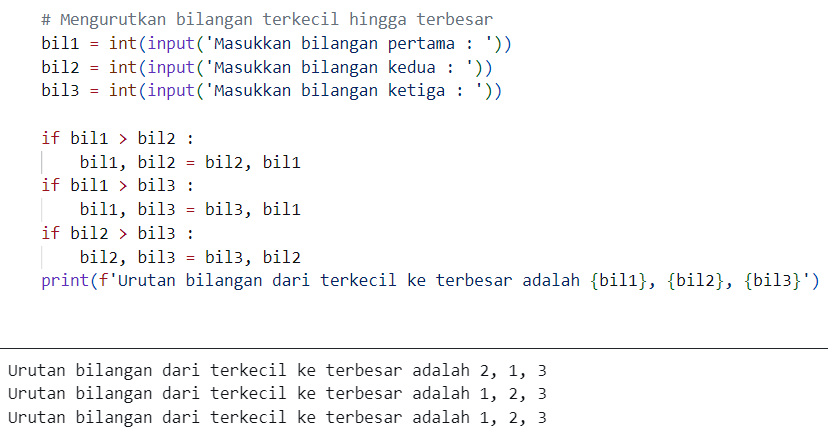 # Mengurutkan bilangan terkecil hingga terbesar
bil1 = int(input('Masukkan bilangan pertama : '))
bil2 = int(input('Masukkan bilangan kedua : '))
bil3 = int(input('Masukkan bilangan ketiga : '))
if bil1 > bil2 :
    bil1, bil2 = bil2, bil1
if bil1 > bil3 :
    bil1, bil3 = bil3, bil1
if bil2 > bil3 :
    bil2, bil3 = bil3, bil2
print(f'Urutan bilangan dari terkecil ke terbesar adalah {bil1}, {bil2}, {bil3}')
Urutan bilangan dari terkecil ke terbesar adalah 2, 1, 3
Urutan bilangan dari terkecil ke terbesar adalah 1, 2, 3
Urutan bilangan dari terkecil ke terbesar adalah 1, 2, 3